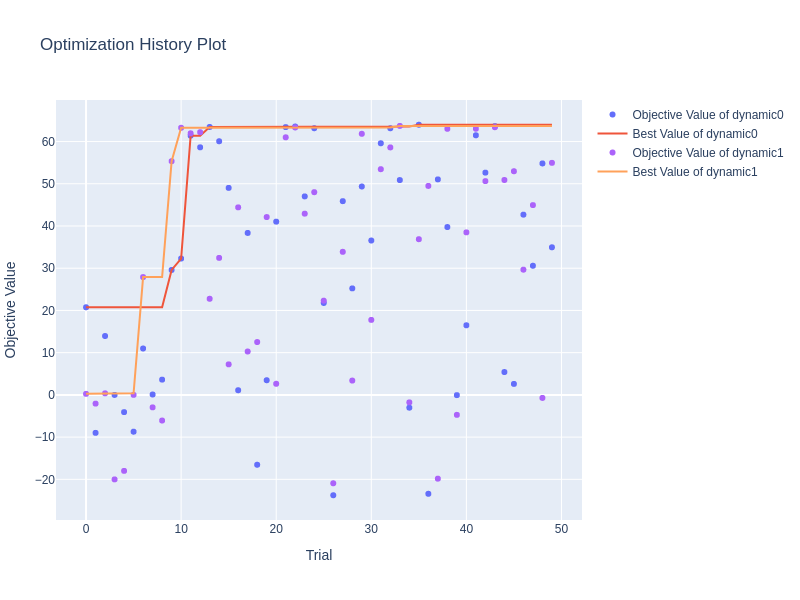 Optimization History Plot
Objective Value of dynamic0
Best Value of dynamic0
Objective Value of dynamic1
Best Value of dynamic1
60
50
40
30
20
10
0
−10
−20
Objective Value
0
10
20
30
40
50
Trial